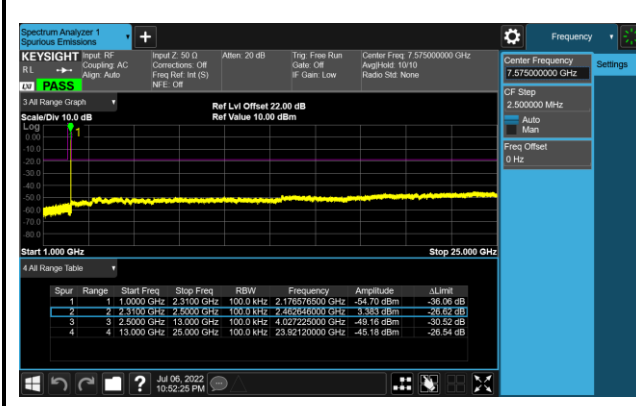 Spectrum Analyzer 1
Spurious Emissions
Frequency
KEYSIGHT Input: RF Input Z: 50 Ω Atten: 20 dB Trig: Free Run Center Freq: 7.575000000 GHz
Coupling: AC Corrections: Off Gate: Off Avg|Hold: 10/10
RL Align: Auto Freq Ref: Int (S) IF Gain: Low Radio Std: None
NFE: Off
PASS
Center Frequency
7.575000000 GHz
Settings
CF Step
2.500000 MHz
Auto
Man
Freq Offset
0 Hz
3 All Range Graph
Ref Lvl Offset 22.00 dB
Scale/Div 10.0 dB Ref Value 10.00 dBm
Log
1
0.00
-10.0
-20.0
-30.0
-40.0
-50.0
-60.0
-70.0
-80.0
Start 1.000 GHz Stop 25.000 GHz
4 All Range Table
Spur Range Start Freq Stop Freq RBW Frequency Amplitude ΔLimit
1 1 1.0000 GHz 2.3100 GHz 100.0 kHz 2.176576500 GHz -54.70 dBm -36.06 dB
2 2 2.3100 GHz 2.5000 GHz 100.0 kHz 2.462646000 GHz 3.383 dBm -26.62 dB
3 3 2.5000 GHz 13.000 GHz 100.0 kHz 4.027225000 GHz -49.16 dBm -30.52 dB
4 4 13.000 GHz 25.000 GHz 100.0 kHz 23.92120000 GHz -45.18 dBm -26.54 dB
?
Jul 06, 2022
10:52:25 PM